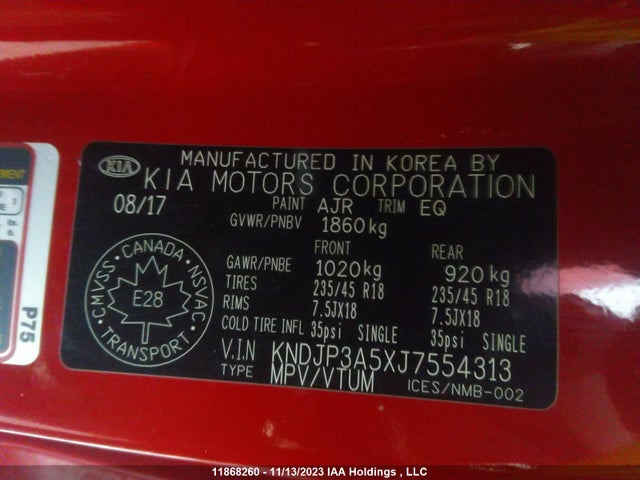 KIA
MANUFACTURED IN KOREA BY
KIA MOTORS CORPORATION
08/17 PAINT AJR TRIM EQ
GVWR/PNBV 1860kg
FRONT REAR
GAWR/PNBE 1020kg 920kg
TIRES 235/45 R18 235/45 R18
RIMS 7.5JX18 7.5JX18
COLD TIRE INFL 35psi SINGLE 35psi SINGLE
V.I.N KNDJP3A5XJ7554313
TYPE MPV/VTUM ICES/NMB-002
CMVSS · CANADA · NSVAC
E28
TRANSPORT
P75
11868260 - 11/13/2023 IAA Holdings , LLC